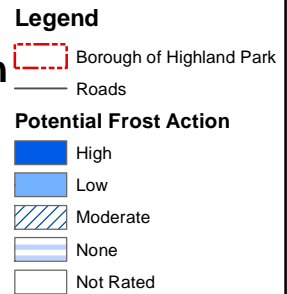 Legend
n
Borough of Highland Park
Roads
Potential Frost Action
High
Low
Moderate
None
Not Rated